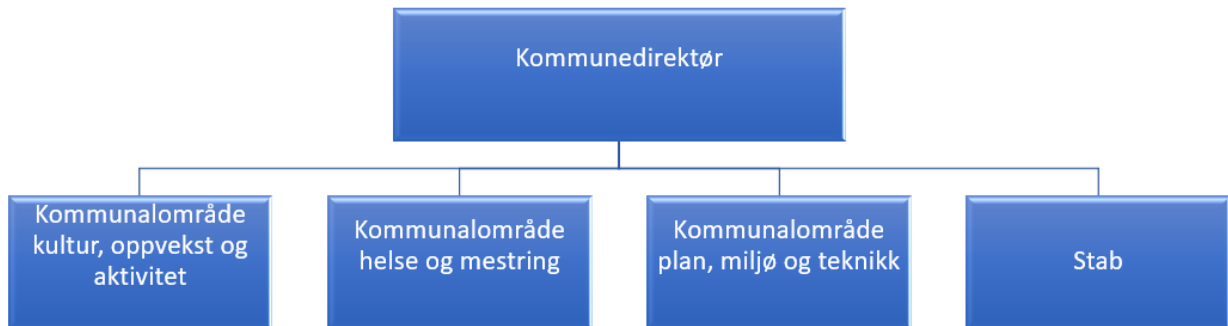 Kommunedirektør
Kommunalområde
kultur, oppvekst og
aktivitet
Kommunalområde
helse og mestring
Kommunalområde
plan, miljø og teknikk
Stab